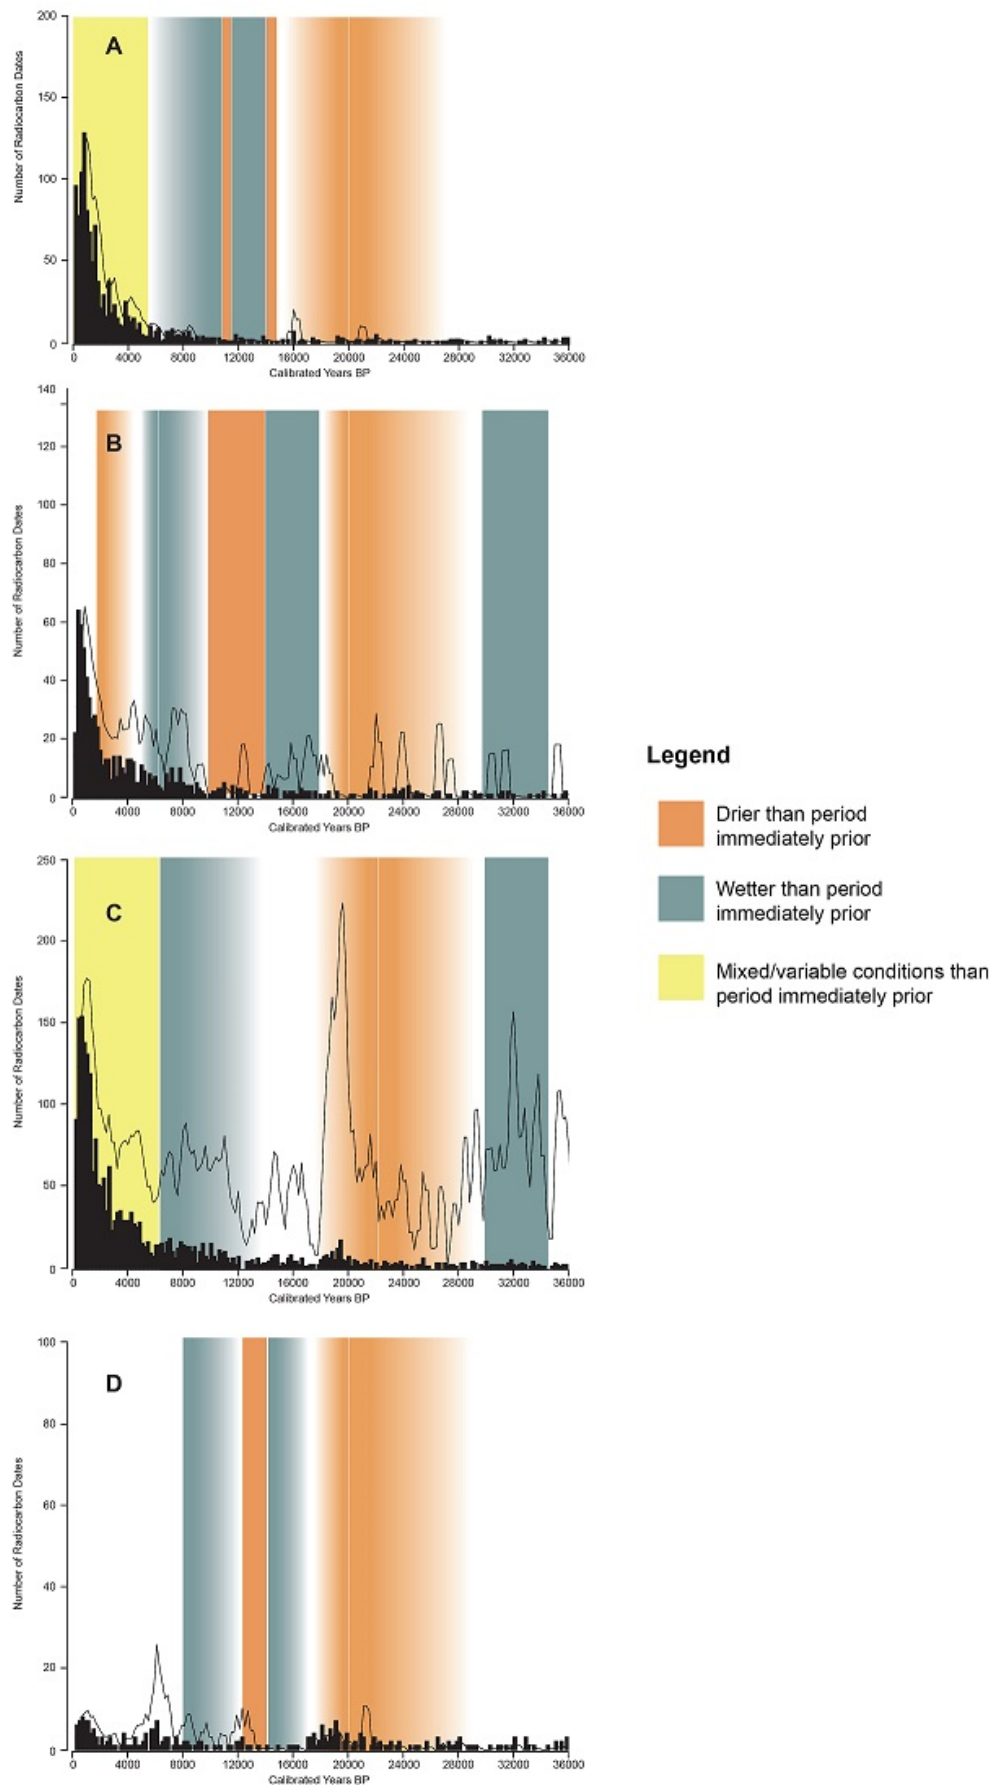 200
150
100
50
0
Number of Radiocarbon Dates
A
0 4000 8000 12000 16000 20000 24000 28000 32000 36000
Calibrated Years BP
140
120
100
80
60
40
20
0
Number of Radiocarbon Dates
B
0 4000 8000 12000 16000 20000 24000 28000 32000 36000
Calibrated Years BP
250
200
150
100
50
0
Number of Radiocarbon Dates
C
0 4000 8000 12000 16000 20000 24000 28000 32000 36000
Calibrated Years BP
100
80
60
40
20
0
Number of Radiocarbon Dates
D
0 4000 8000 12000 16000 20000 24000 28000 32000 36000
Calibrated Years BP
Legend
Drier than period
immediately prior
Wetter than period
immediately prior
Mixed/variable conditions than
period immediately prior